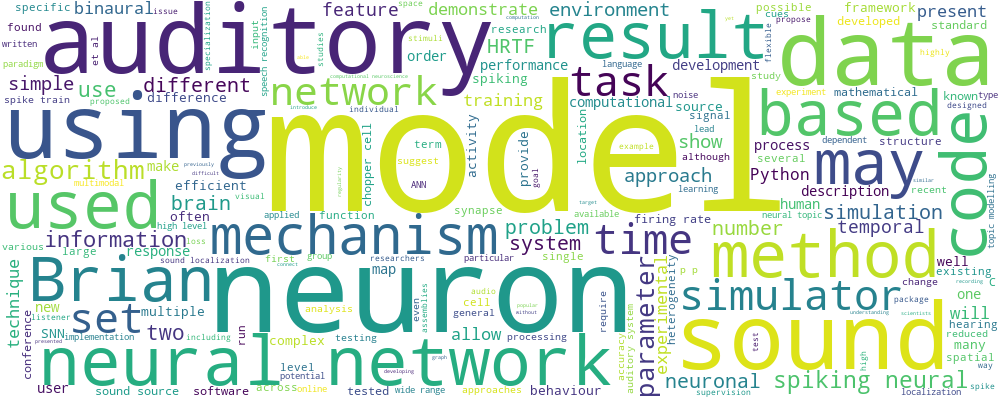 specific
binaural
feature
demonstrate
environment
possible
framework
found
auditory
result
cues
developed
present
issue
space
written
et al
specialization
input
speech recognition
stimuli
studies
research
order
HRTF
performance
language
development
flexible
data
standard
propose
yet
computation
highly
paradigm
simple
use
different
network
spiking
task
study
experiment
mathematical
known
type
designed
spike train
proposed
difference
computational neuroscience
introduce
training
computational
noise
source
signal
based
code
using
model
algorithm
make
multimodal
previously
difficult
individual
term
suggest
regularity
ANN
chopper cell
activity
provide
goal
example
location
approach
show
lead
although
learning
several
process
Python
dependent
structure
may
description
recent
similar
topic modelling
efficient
visual
brain
used
often
high level
applied
function
synapse
available
target
firing rate
human
neural topic
simulation
temporal
number
information
various
large
response
loss
mechanism
problem
system
single
time
method
well
existing
sound localization
first
group
researchers
particular
connect
map
Brian
neuron
parameter
experimental
heterogeneity
p p
change
recording
C
technique
new
listener
multiple
set
analysis
even
assemblies
audio
cell
general
popular
without
require
simulator
package
understanding
scientists
one
will
hearing
reduced
many
spatial
way
conference
SNN
implementation
presented
including
two
run
complex
testing
allow
processing
graph
developing
neural network
accuracy
auditory system
test
high
sound
user
sound source
software
across
level
potential
online
tested
wide range
approaches
behaviour
neuronal
supervision
spiking neural
localization
spike